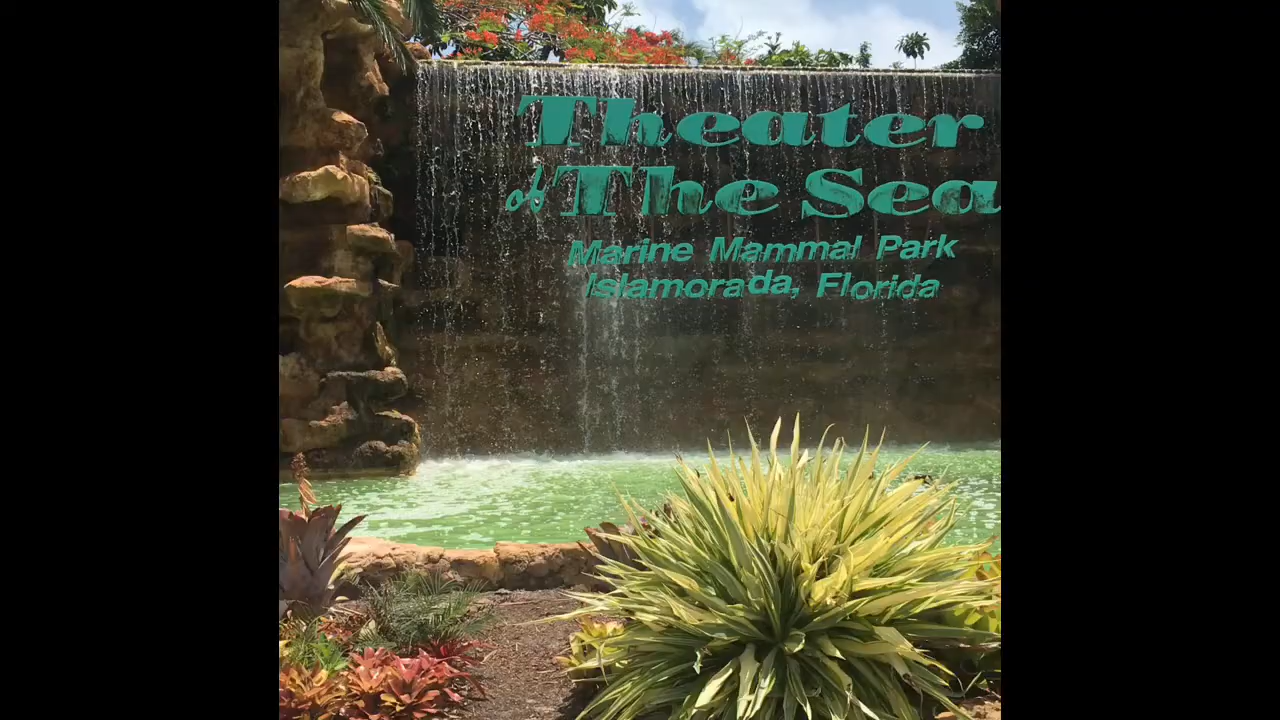 Theater
of The Sea
Marine Mammal Park
Islamorada, Florida